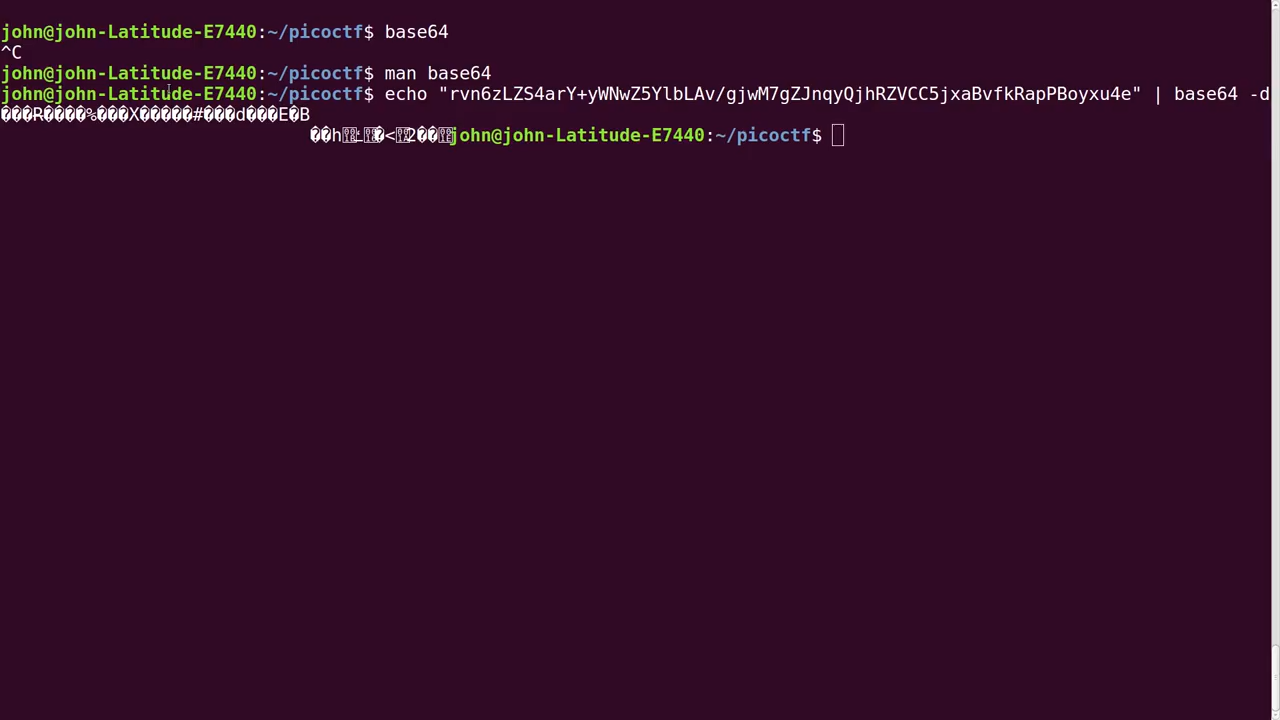 john@john-Latitude-E7440:~/picoctf$ base64
^C
john@john-Latitude-E7440:~/picoctf$ man base64
john@john-Latitude-E7440:~/picoctf$ echo "rvn6zLZS4arY+yWNwZ5YlbLAv/gjwM7gZJnqyQjhRZVCC5jxaBvfkRapPBoyxu4e" | base64 -d
���R����%���X�����#���d���E�B
��h�<2��john@john-Latitude-E7440:~/picoctf$